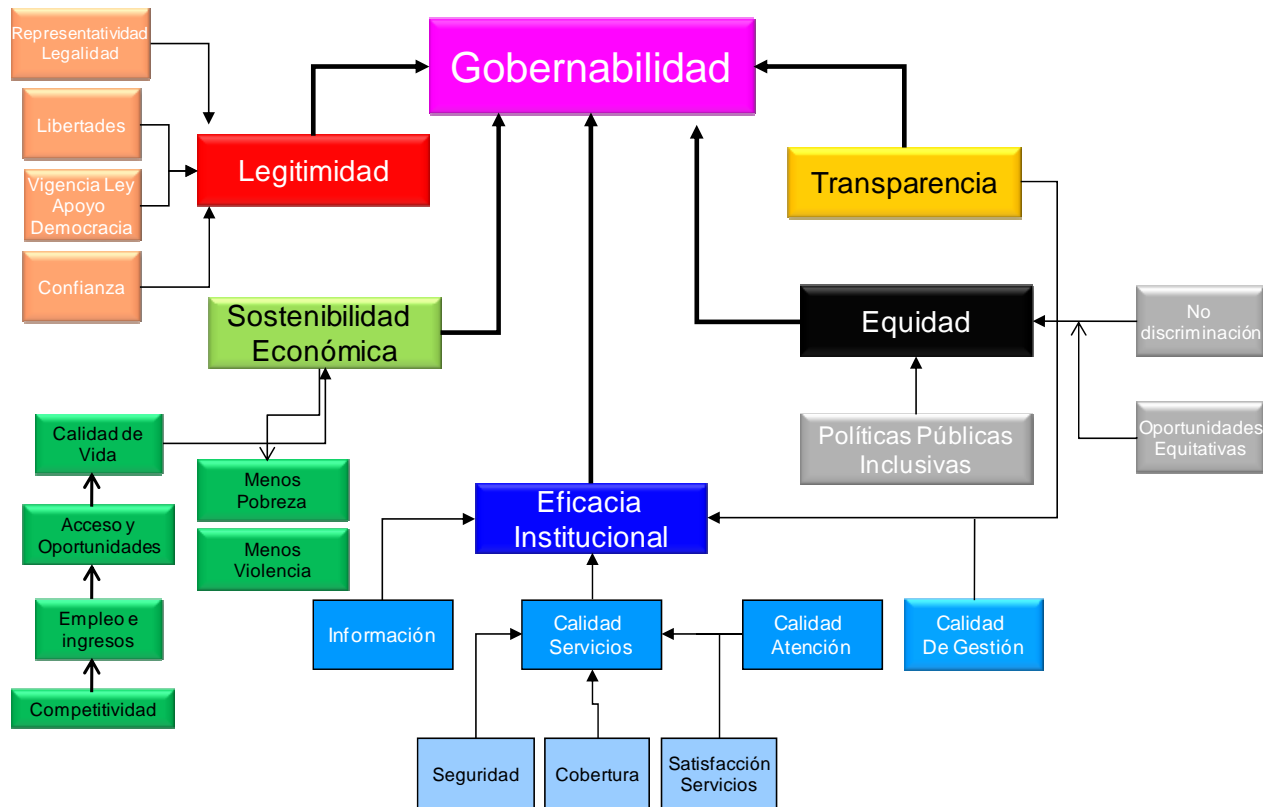 Representatividad
Legalidad
Gobernabilidad
Libertades
Legitimidad
Transparencia
Vigencia Ley
Apoyo
Democracia
Confianza
Sostenibilidad
Económica
Equidad
No
discriminación
Calidad de
Vida
Políticas Públicas
Inclusivas
Oportunidades
Equitativas
Menos
Pobreza
Eficacia
Institucional
Acceso y
Oportunidades
Menos
Violencia
Empleo e
ingresos
Información
Calidad
Servicios
Calidad
Atención
Calidad
De Gestión
Competitividad
Seguridad
Cobertura
Satisfacción
Servicios